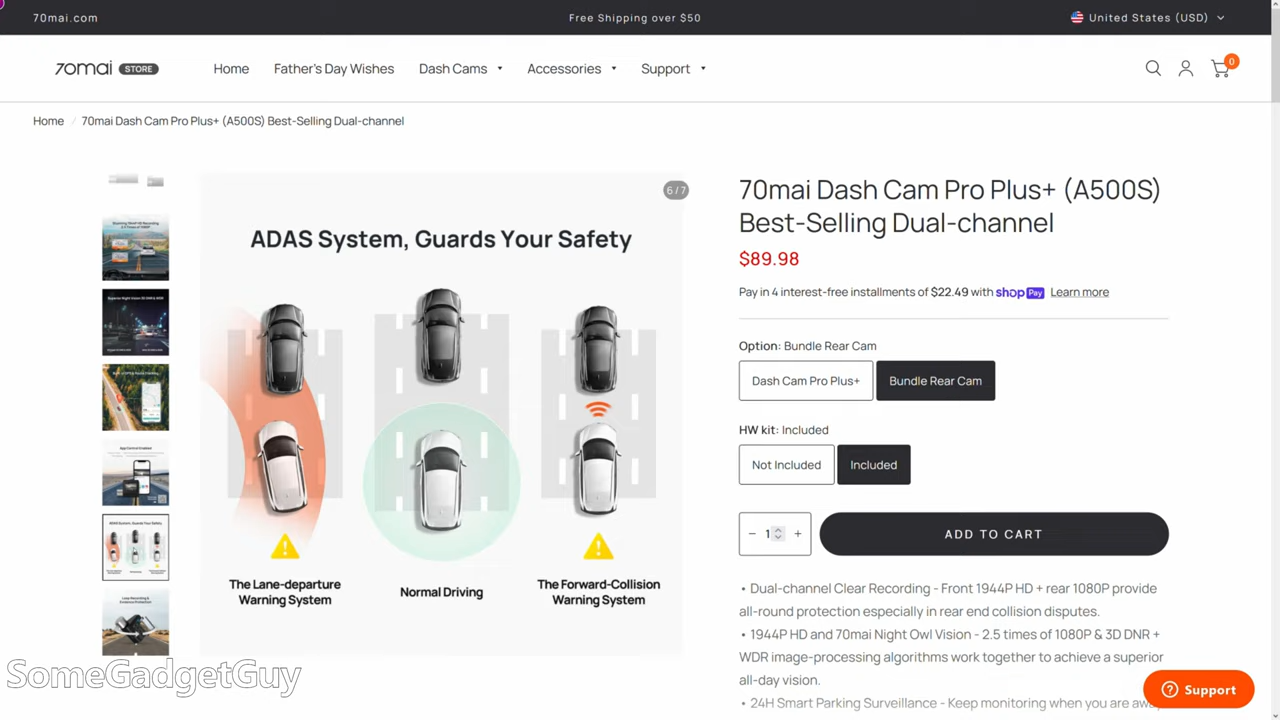 70mai.com
Free Shipping over $50
United States (USD)
70mai STORE
Home
Father's Day Wishes
Dash Cams
Accessories
Support
0
Home / 70mai Dash Cam Pro Plus+ (A500S) Best-Selling Dual-channel
6 / 7
ADAS System, Guards Your Safety
The Lane-departure
Warning System
Normal Driving
The Forward-Collision
Warning System
70mai Dash Cam Pro Plus+ (A500S)
Best-Selling Dual-channel
$89.98
Pay in 4 interest-free installments of $22.49 with shop Pay Learn more
Option: Bundle Rear Cam
Dash Cam Pro Plus+
Bundle Rear Cam
HW kit: Included
Not Included
Included
− 1 +
ADD TO CART
• Dual-channel Clear Recording - Front 1944P HD + rear 1080P provide
all-round protection especially in rear end collision disputes.
• 1944P HD and 70mai Night Owl Vision - 2.5 times of 1080P & 3D DNR +
WDR image-processing algorithms work together to achieve a superior
all-day vision.
• 24H Smart Parking Surveillance - Keep monitoring when you are away
Support
SomeGadgetGuy